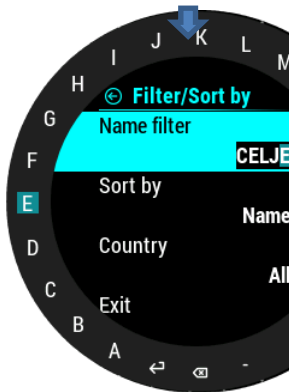 Filter/Sort by
Name filter
CELJE
Sort by
Name
Country
All
Exit
A
B
C
D
E
F
G
H
I
J
K
L
M
-